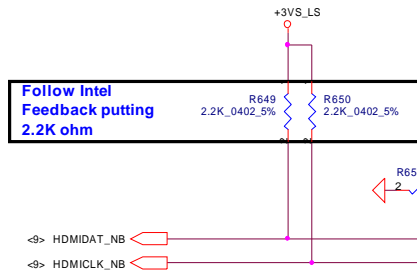 +3VS_LS
Follow Intel
Feedback putting
2.2K ohm
R649
2.2K_0402_5%
R650
2.2K_0402_5%
R65
2
<9> HDMIDAT_NB
<9> HDMICLK_NB